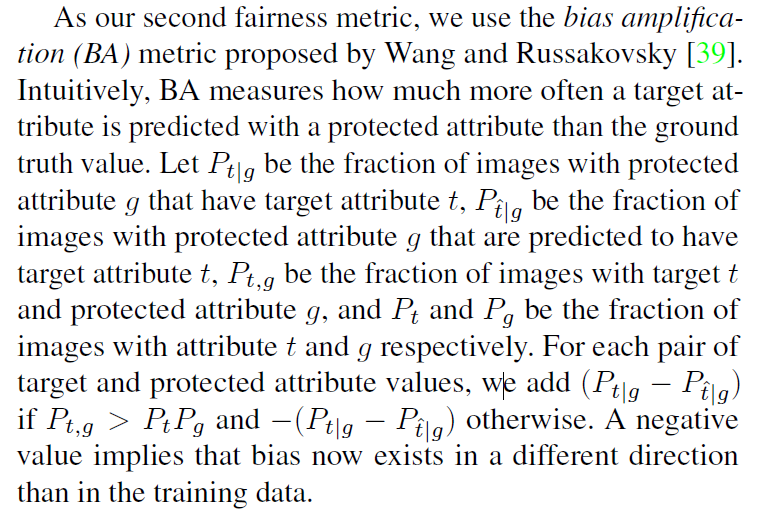 As our second fairness metric, we use the bias amplifica-
tion (BA) metric proposed by Wang and Russakovsky [39].
Intuitively, BA measures how much more often a target at-
tribute is predicted with a protected attribute than the ground
truth value. Let P_{t|g} be the fraction of images with protected
attribute g that have target attribute t, P_{\hat{t}|g} be the fraction of
images with protected attribute g that are predicted to have
target attribute t, P_{t,g} be the fraction of images with target t
and protected attribute g, and P_t and P_g be the fraction of
images with attribute t and g respectively. For each pair of
target and protected attribute values, we add (P_{t|g} − P_{\hat{t}|g})
if P_{t,g} > P_tP_g and −(P_{t|g} − P_{\hat{t}|g}) otherwise. A negative
value implies that bias now exists in a different direction
than in the training data.